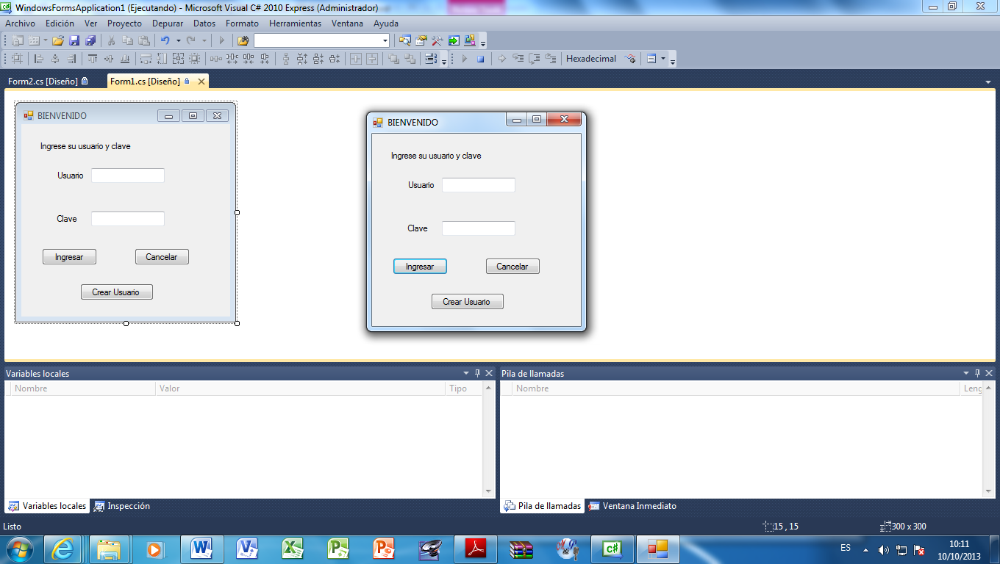 WindowsFormsApplication1 (Ejecutando) - Microsoft Visual C# 2010 Express (Administrador)
Archivo Edición Ver Proyecto Depurar Datos Formato Herramientas Ventana Ayuda
Hexadecimal
Form2.cs [Diseño] Form1.cs [Diseño]
BIENVENIDO
Ingrese su usuario y clave
Usuario
Clave
Ingresar Cancelar
Crear Usuario
BIENVENIDO
Ingrese su usuario y clave
Usuario
Clave
Ingresar Cancelar
Crear Usuario
Variables locales
Nombre Valor Tipo
Variables locales Inspección
Pila de llamadas
Nombre Leng
Pila de llamadas Ventana Inmediato
Listo 15 , 15 300 x 300
ES 10:11
10/10/2013